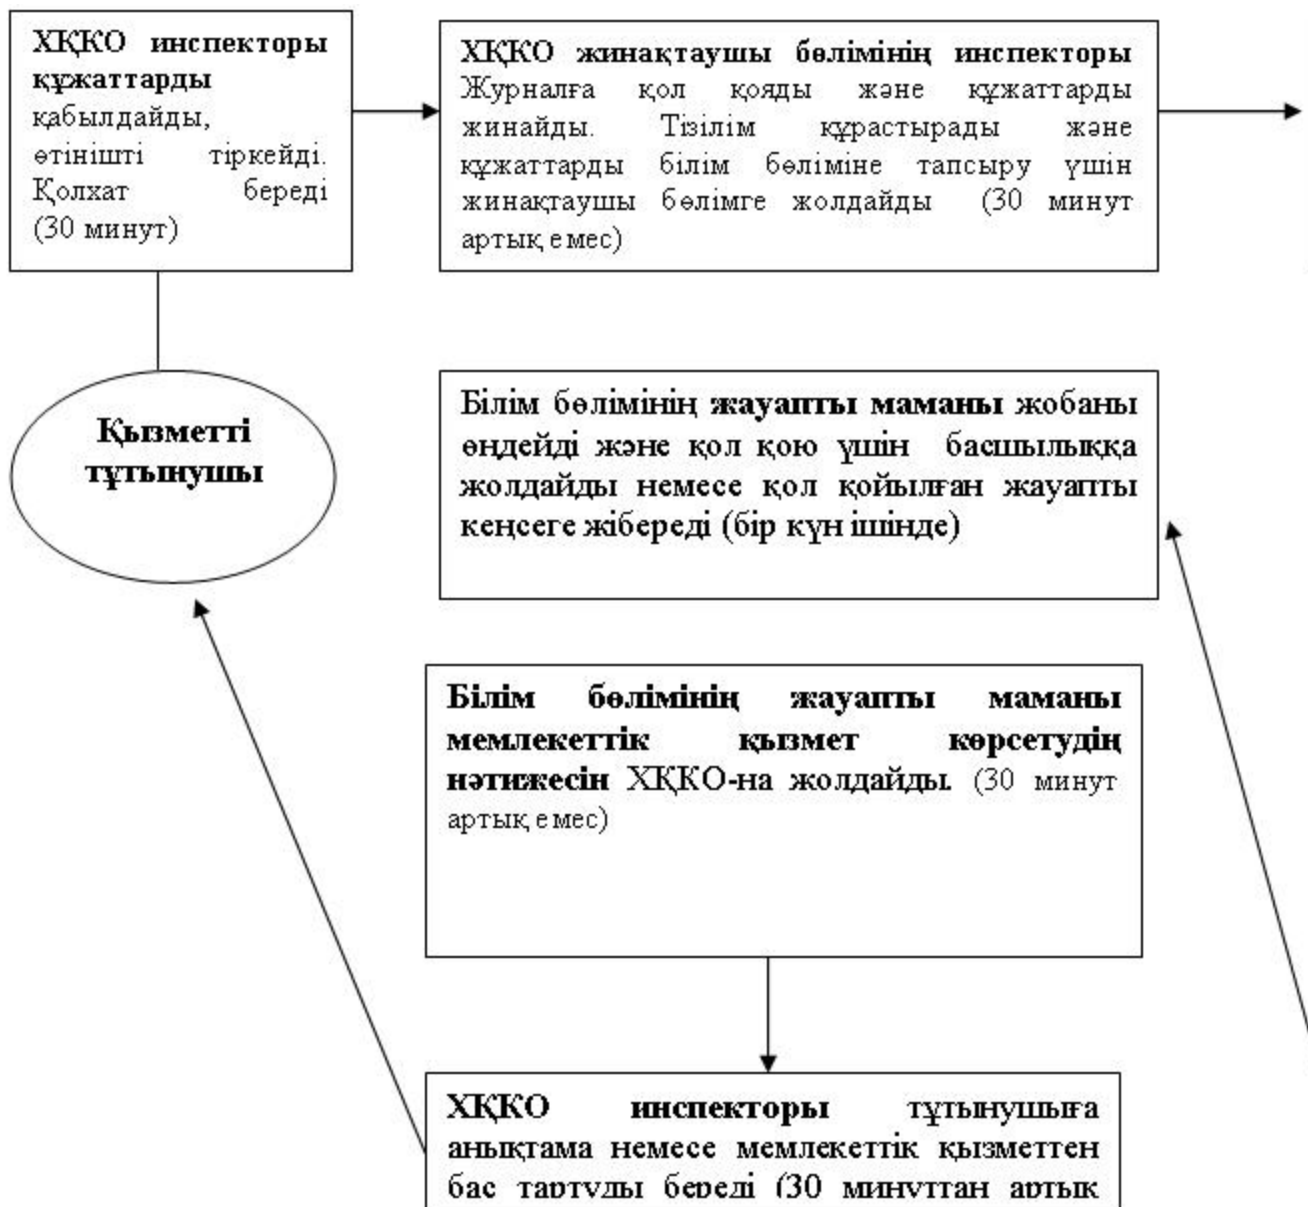 ХҚКО инспекторы
құжаттарды
қабылдайды,
өтінішті тіркейді.
Қолхат береді
(30 минут)
ХҚКО жинақтаушы бөлімінің инспекторы
Журналға қол қояды және құжаттарды
жинайды. Тізілім құрастырады және
құжаттарды білім бөліміне тапсыру үшін
жинақтаушы бөлімге жолдайды (30 минут
артық емес)
Қызметті
тұтынушы
Білім бөлімінің жауапты маманы жобаны
өңдейді және қол қою үшін басшылыққа
жолдайды немесе қол қойылған жауапты
кеңсеге жібереді (бір күн ішінде)
Білім бөлімінің жауапты маманы
мемлекеттік қызмет көрсетудің
нәтижесін ХҚКО-на жолдайды. (30 минут
артық емес)
ХҚКО инспекторы тұтынушыға
анықтама немесе мемлекеттік қызметтен
бас тартуды береді (30 минуттан артық